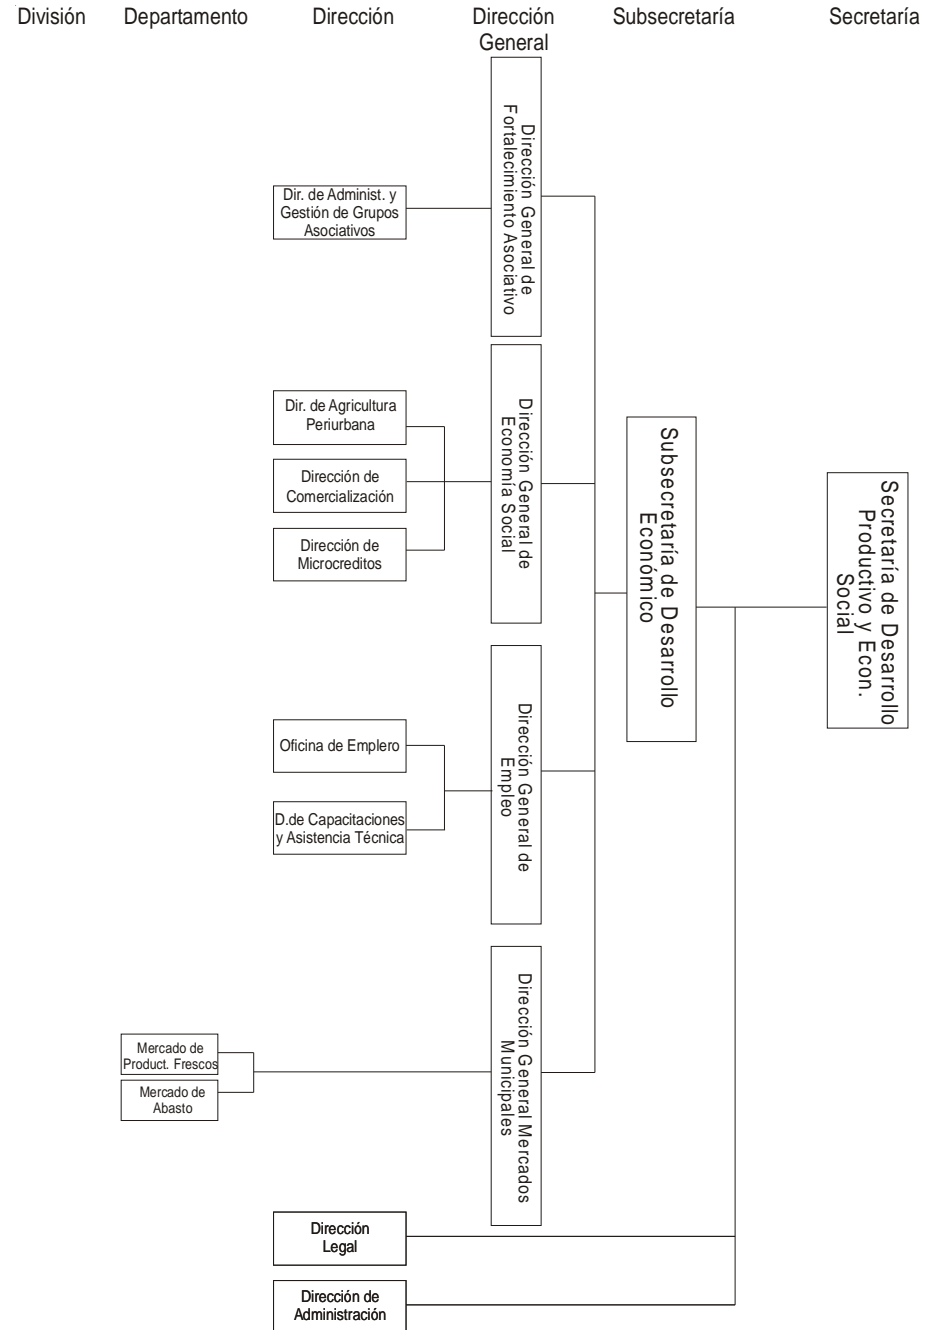 División
Departamento
Dirección
Dirección
General
Subsecretaría
Secretaría
Dirección General de
Fortalecimiento Asociativo
Dir. de Administ. y
Gestión de Grupos
Asociativos
Dirección General de
Economía Social
Dir. de Agricultura
Periurbana
Dirección de
Comercialización
Dirección de
Microcreditos
Subsecretaría de Desarrollo
Económico
Secretaría de Desarrollo
Productivo y Econ.
Social
Dirección General de
Empleo
Oficina de Emplero
D.de Capacitaciones
y Asistencia Técnica
Dirección General Mercados
Municipales
Mercado de
Product. Frescos
Mercado de
Abasto
Dirección
Legal
Dirección de
Administración